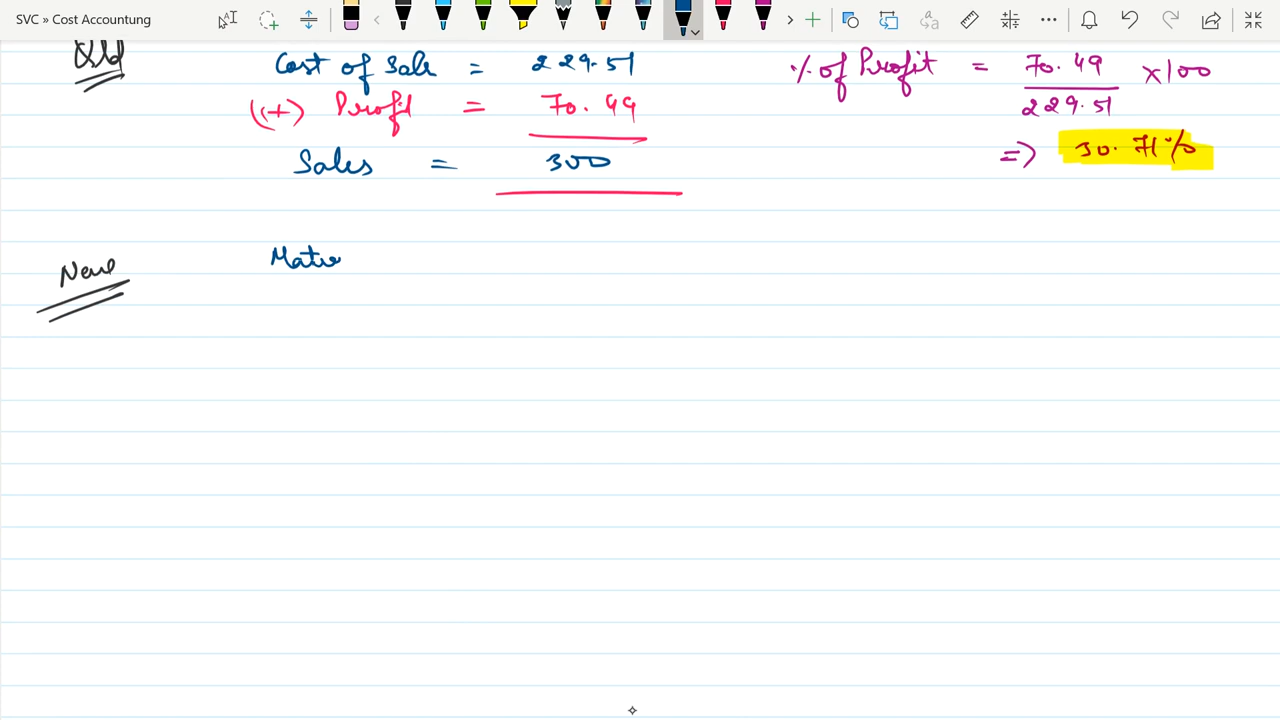 SVC » Cost Accountung
Old
Cost of Sale = 229.51
(+) Profit = 70.49
Sales = 300
% of Profit = 70.49 / 229.51 ×100
=> 30.71%
New
Mate